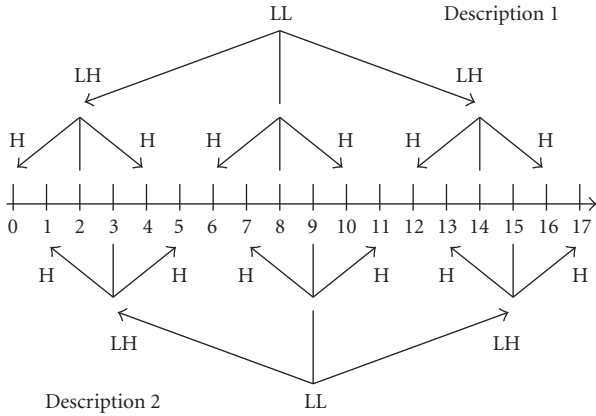 LL Description 1
LH LH
H H H H H H
0 1 2 3 4 5 6 7 8 9 10 11 12 13 14 15 16 17
H H H H H H
LH LH
Description 2 LL